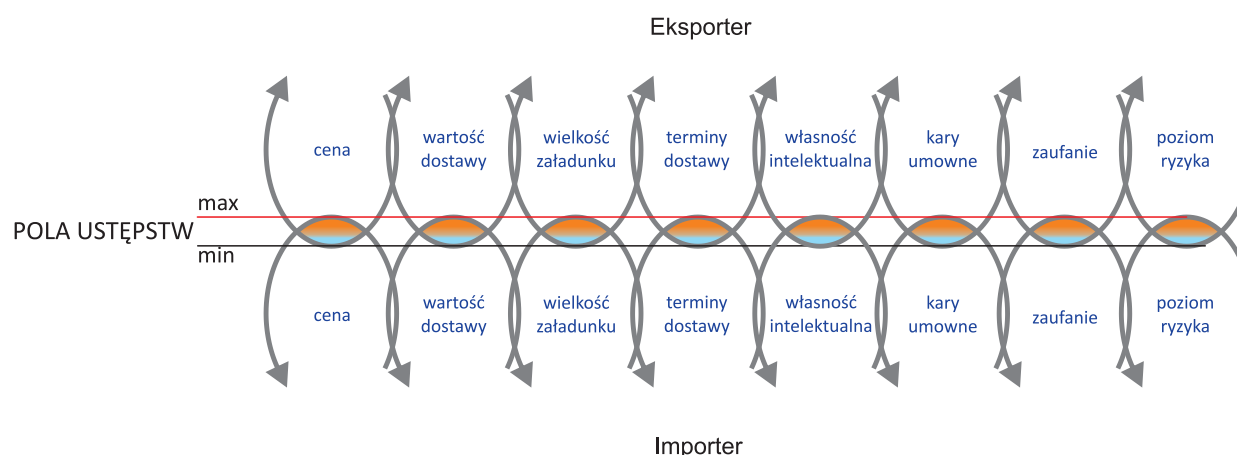 Eksporter
cena
wartość
dostawy
wielkość
załadunku
terminy
dostawy
własność
intelektualna
kary
umowne
zaufanie
poziom
ryzyka
max
POLA USTĘPSTW
min
cena
wartość
dostawy
wielkość
załadunku
terminy
dostawy
własność
intelektualna
kary
umowne
zaufanie
poziom
ryzyka
Importer